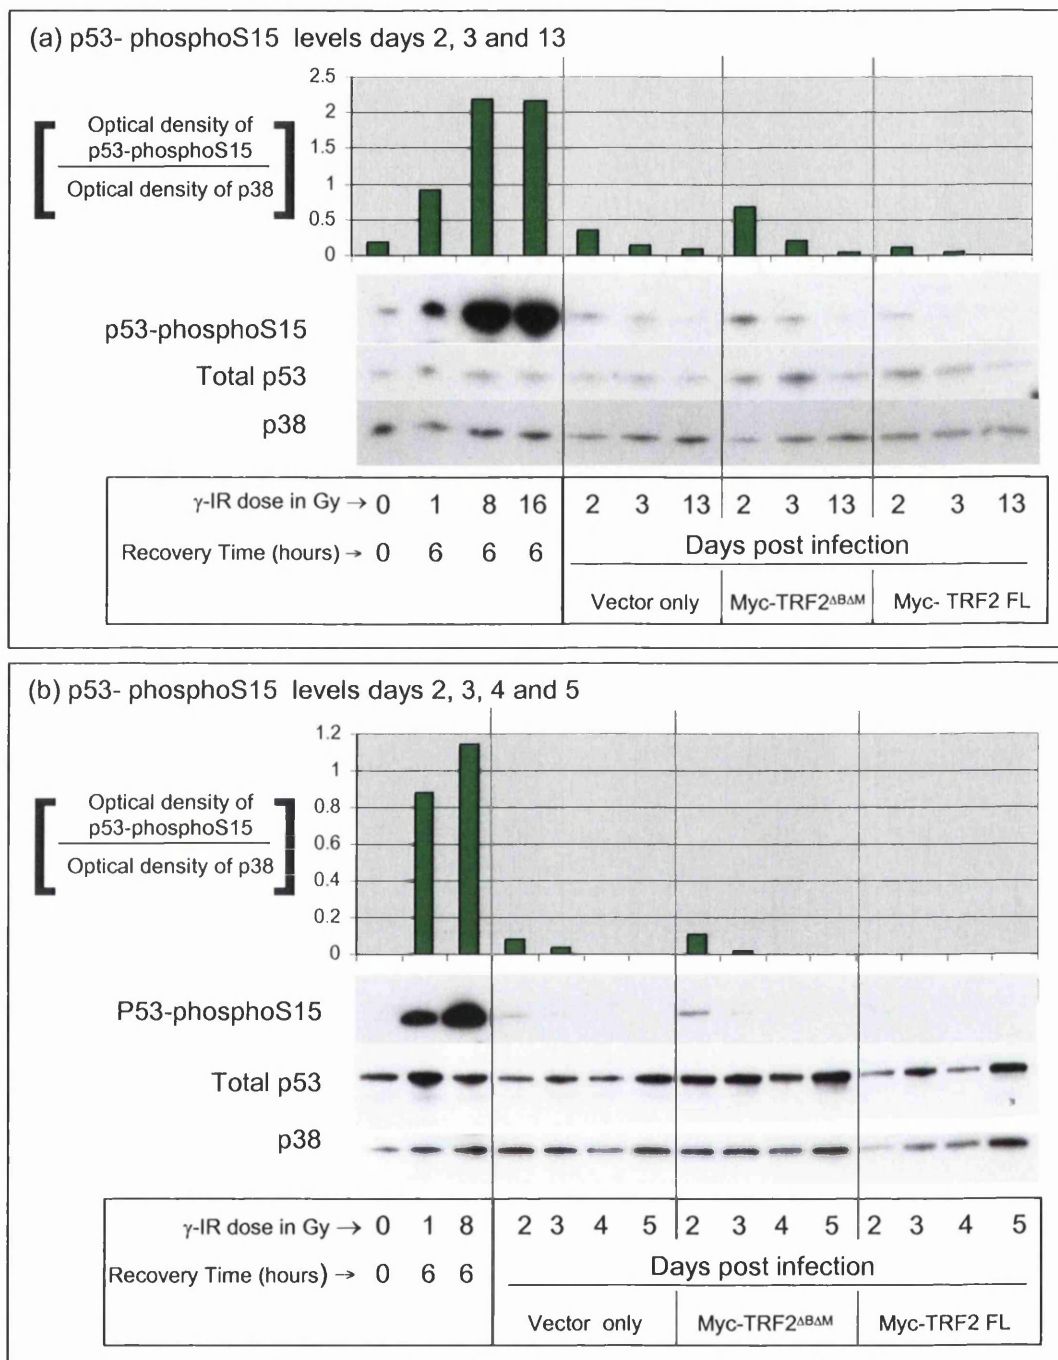 (a) p53- phosphoS15 levels days 2, 3 and 13
2.5
2
1.5
1
0.5
0
Optical density of
p53-phosphoS15
Optical density of p38
p53-phosphoS15
Total p53
p38
γ-IR dose in Gy → 0 1 8 16 2 3 13 2 3 13 2 3 13
Recovery Time (hours) → 0 6 6 6
Days post infection
Vector only Myc-TRF2ΔBΔM Myc- TRF2 FL
(b) p53- phosphoS15 levels days 2, 3, 4 and 5
1.2
1
0.8
0.6
0.4
0.2
0
Optical density of
p53-phosphoS15
Optical density of p38
P53-phosphoS15
Total p53
p38
γ-IR dose in Gy → 0 1 8 2 3 4 5 2 3 4 5 2 3 4 5
Recovery Time (hours) → 0 6 6
Days post infection
Vector only Myc-TRF2ΔBΔM Myc-TRF2 FL